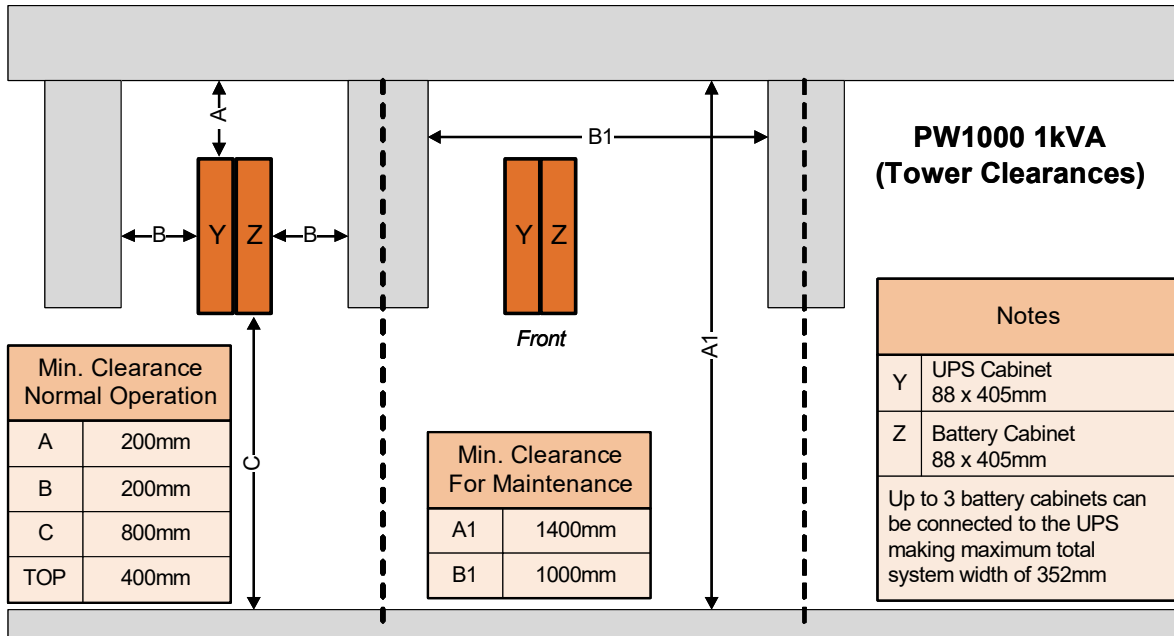 PW1000 1kVA
(Tower Clearances)
A
B1
B
Y
Z
B
Y
Z
Front
A1
C
Min. Clearance
Normal Operation
A 200mm
B 200mm
C 800mm
TOP 400mm
Min. Clearance
For Maintenance
A1 1400mm
B1 1000mm
Notes
Y UPS Cabinet
88 x 405mm
Z Battery Cabinet
88 x 405mm
Up to 3 battery cabinets can
be connected to the UPS
making maximum total
system width of 352mm